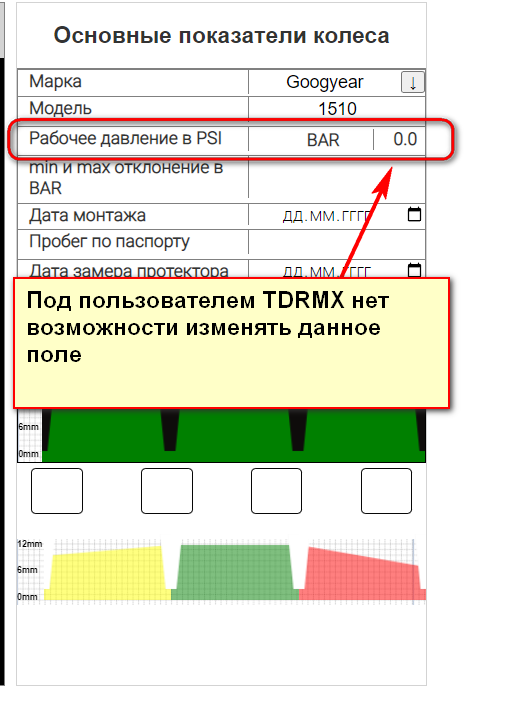 Основные показатели колеса
Марка Googyear ↓
Модель 1510
Рабочее давление в PSI BAR 0.0
min и max отклонение в
BAR
Дата монтажа дд.мм.гггг
Пробег по паспорту
Дата замера протектора дд.мм.гггг
Под пользователем TDRMX нет
возможности изменять данное
поле
6mm
0mm
12mm
6mm
0mm